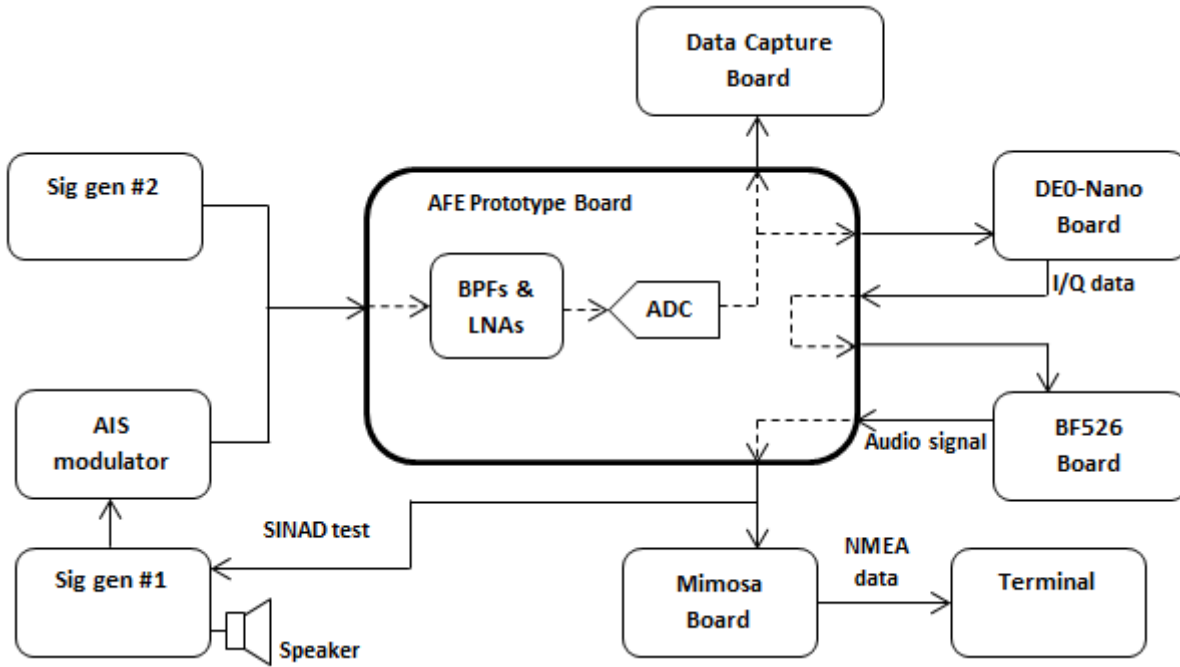 Data Capture
Board
Sig gen #2
AFE Prototype Board
DE0-Nano
Board
BPFs &
LNAs
ADC
I/Q data
AIS
modulator
Audio signal
BF526
Board
SINAD test
Sig gen #1
Speaker
Mimosa
Board
NMEA
data
Terminal